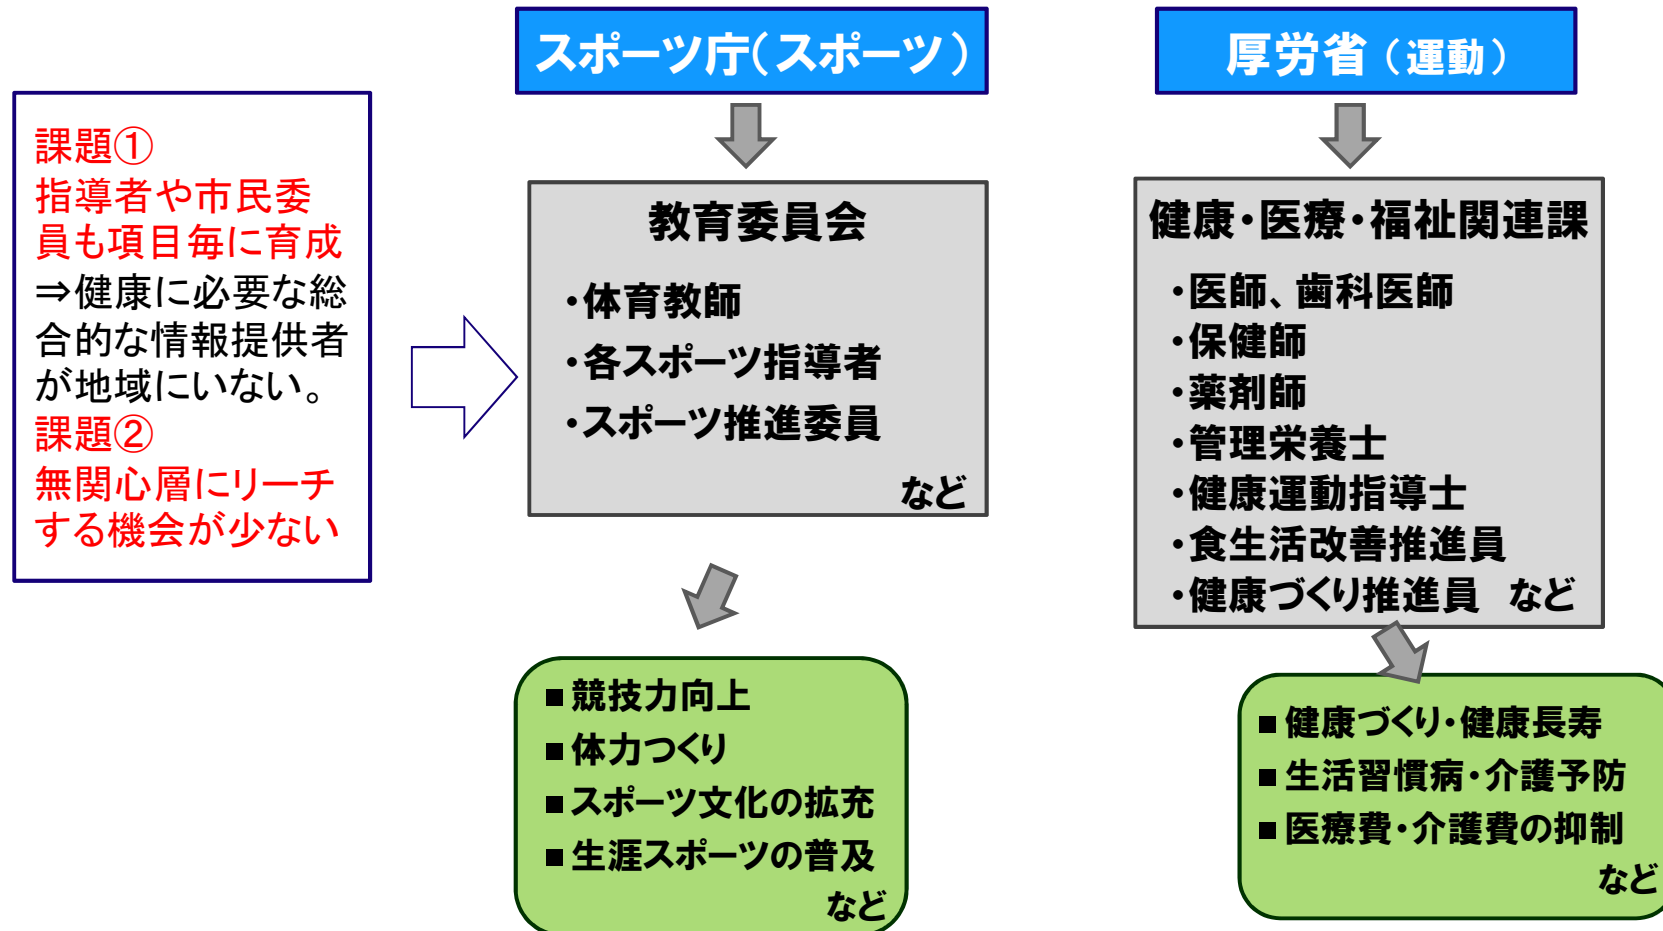 スポーツ庁(スポーツ)
厚労省(運動)
課題①
指導者や市民委
員も項目毎に育成
⇒健康に必要な総
合的な情報提供者
が地域にいない。
課題②
無関心層にリーチ
する機会が少ない
教育委員会
・体育教師
・各スポーツ指導者
・スポーツ推進委員
など
健康・医療・福祉関連課
・医師、歯科医師
・保健師
・薬剤師
・管理栄養士
・健康運動指導士
・食生活改善推進員
・健康づくり推進員 など
■競技力向上
■体力つくり
■スポーツ文化の拡充
■生涯スポーツの普及
など
■健康づくり・健康長寿
■生活習慣病・介護予防
■医療費・介護費の抑制
など